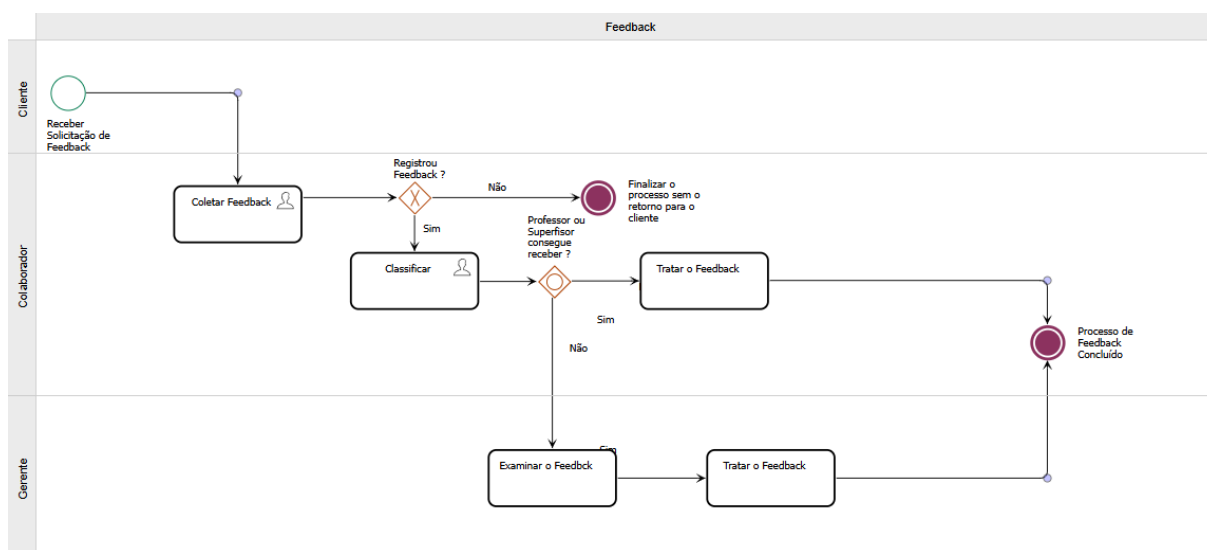 Feedback
Cliente
Receber
Solicitação de
Feedback
Colaborador
Coletar Feedback
Registrou
Feedback ?
Não
Finalizar o
processo sem o
retorno para o
cliente
Sim
Classificar
Professor ou
Superfisor
consegue
receber ?
Tratar o Feedback
Sim
Não
Processo de
Feedback
Concluído
Gerente
Sim
Examinar o Feedbck
Tratar o Feedback